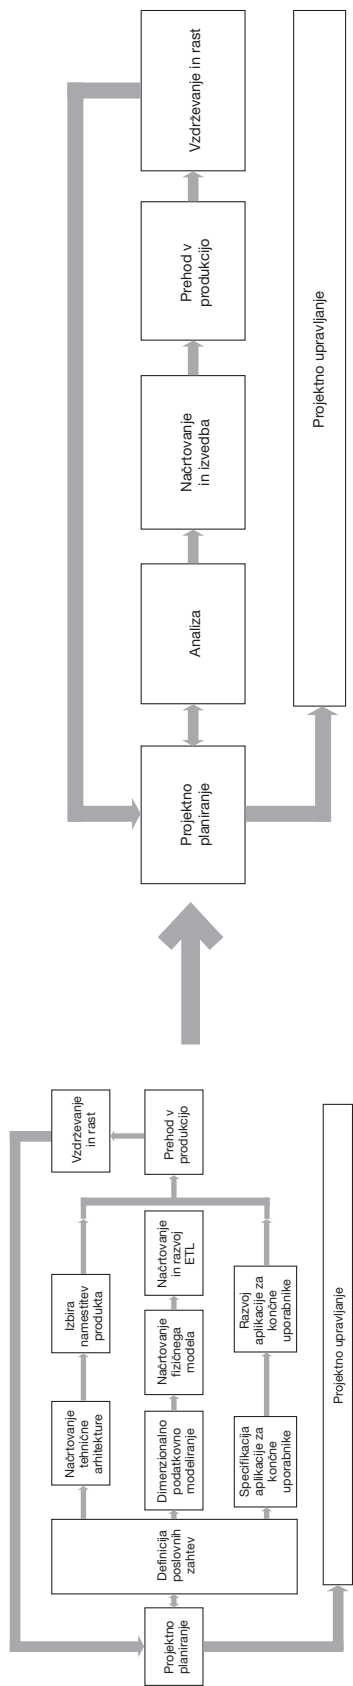 Projektno
planiranje
Definicija
poslovnih
zahtev
Načrtovanje
tehnične
arhitekture
Izbira
namestitev
produkta
Dimenzionalno
podatkovno
modeliranje
Načrtovanje
fizičnega
modela
Načrtovanje
in razvoj
ETL
Specifikacija
aplikacije za
končne
uporabnike
Razvoj
aplikacije za
končne
uporabnike
Prehod v
produkcijo
Vzdrževanje
in rast
Projektno upravljanje
Projektno
planiranje
Analiza
Načrtovanje
in izvedba
Prehod v
produkcijo
Vzdrževanje in rast
Projektno upravljanje